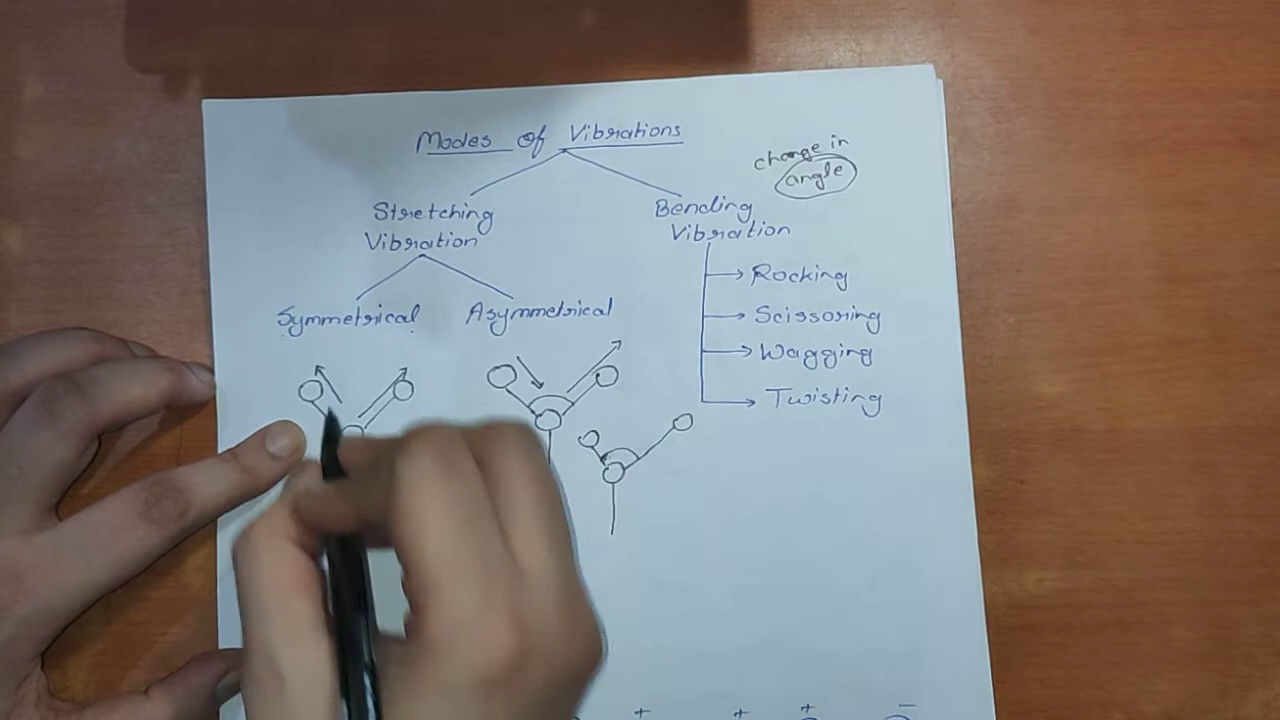 Modes of Vibrations
change in
angle
Stretching
Vibration
Bending
Vibration
Rocking
Symmetrical
Asymmetrical
Scissoring
Wagging
Twisting
+ + + −